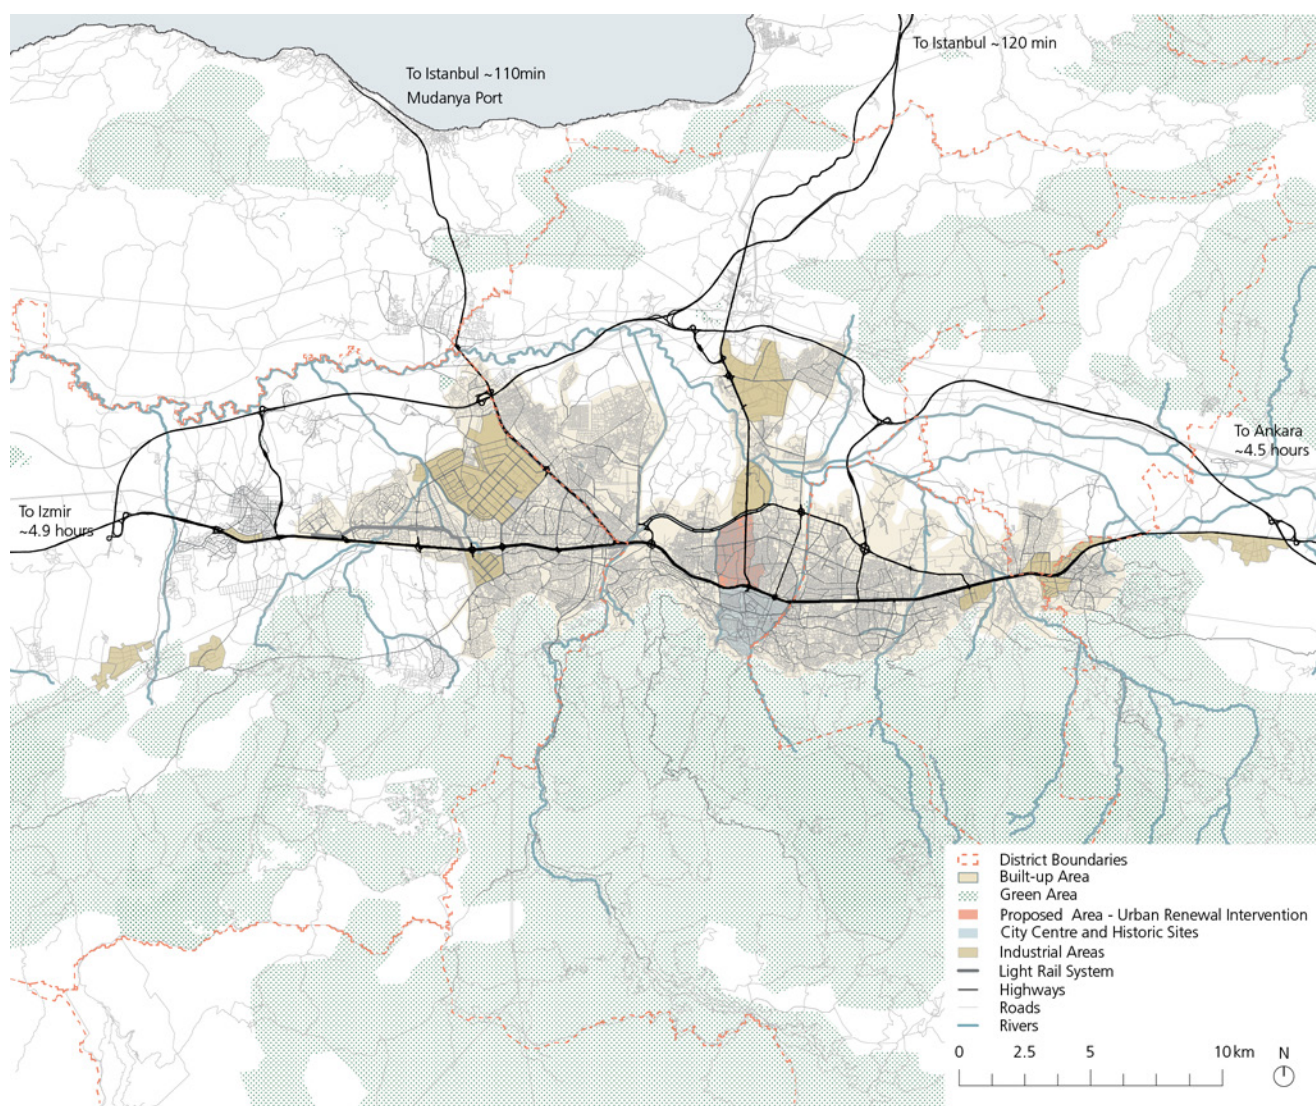 To Istanbul ~120 min
To Istanbul ~110min
Mudanya Port
To Ankara
~4.5 hours
To Izmir
~4.9 hours
District Boundaries
Built-up Area
Green Area
Proposed Area - Urban Renewal Intervention
City Centre and Historic Sites
Industrial Areas
Light Rail System
Highways
Roads
Rivers
0 2.5 5 10 km N